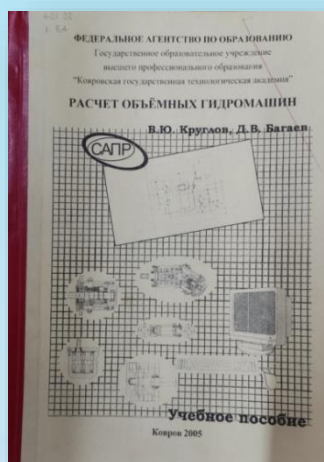 ФЕДЕРАЛЬНОЕ АГЕНТСТВО ПО ОБРАЗОВАНИЮ
Государственное образовательное учреждение
высшего профессионального образования
"Ковровская государственная технологическая академия"
РАСЧЕТ ОБЪЁМНЫХ ГИДРОМАШИН
В.Ю. Круглов, Д.В. Багаев
САПР
Учебное пособие
Ковров 2005